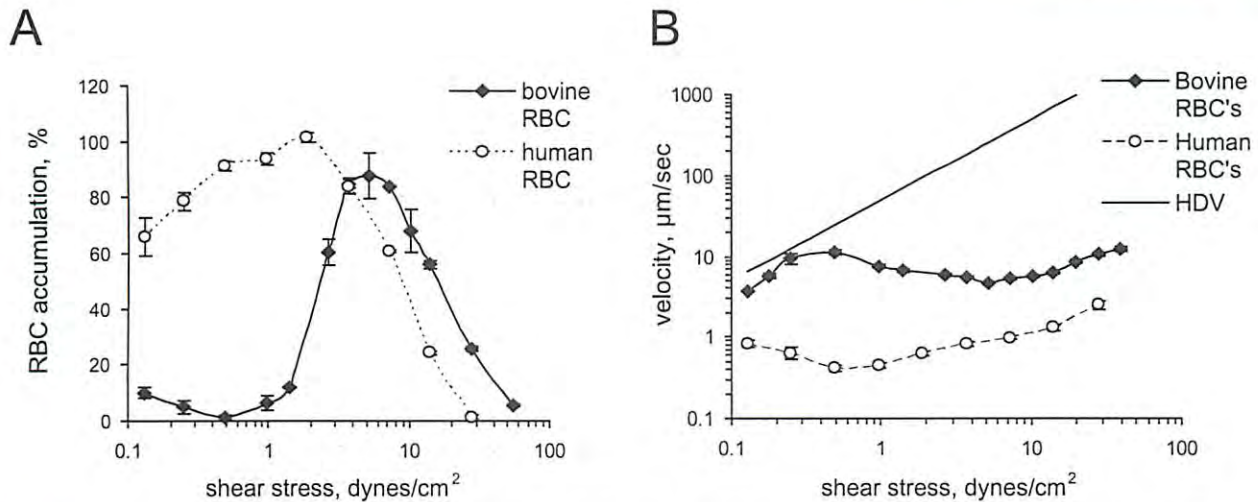 A
RBC accumulation, %
120
100
80
60
40
20
0
0.1
1
10
100
shear stress, dynes/cm²
bovine
RBC
human
RBC
B
velocity, µm/sec
1000
100
10
1
0.1
0.1
1
10
100
shear stress, dynes/cm²
Bovine
RBC's
Human
RBC's
HDV